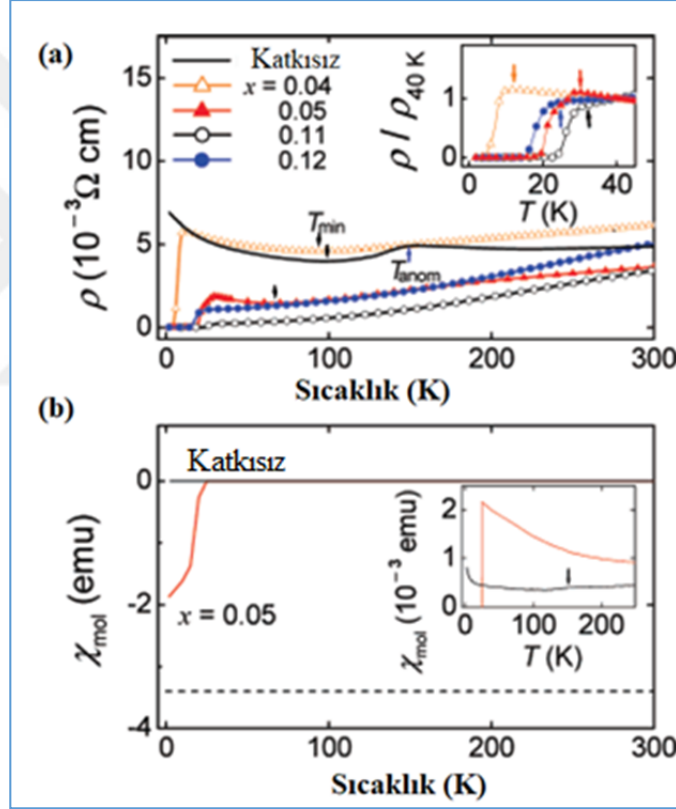 (a)
ρ (10⁻³Ω cm)
15
10
5
0
Katkısız
x = 0.04
0.05
0.11
0.12
ρ / ρ40 K
1
0
0 20 40
T (K)
Tmin
Tanom
0 100 200 300
Sıcaklık (K)
(b)
χmol (emu)
0
-2
-4
Katkısız
x = 0.05
χmol (10⁻³ emu)
2
1
0
0 100 200
T (K)
0 100 200 300
Sıcaklık (K)